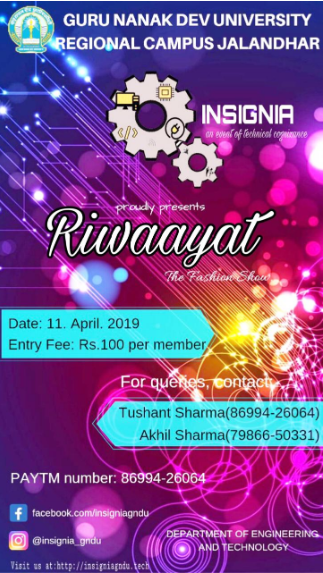 GURU NANAK DEV UNIVERSITY
REGIONAL CAMPUS JALANDHAR
INSIGNIA
an event of technical cognizance
proudly presents
Riwaayat
The Fashion Show
Date: 11. April. 2019
Entry Fee: Rs.100 per member
For queries, contact:
Tushant Sharma(86994-26064)
Akhil Sharma(79866-50331)
PAYTM number: 86994-26064
facebook.com/insigniagndu
@insignia_gndu
DEPARTMENT OF ENGINEERING
AND TECHNOLOGY
Visit us at:http://insigniagndu.tech